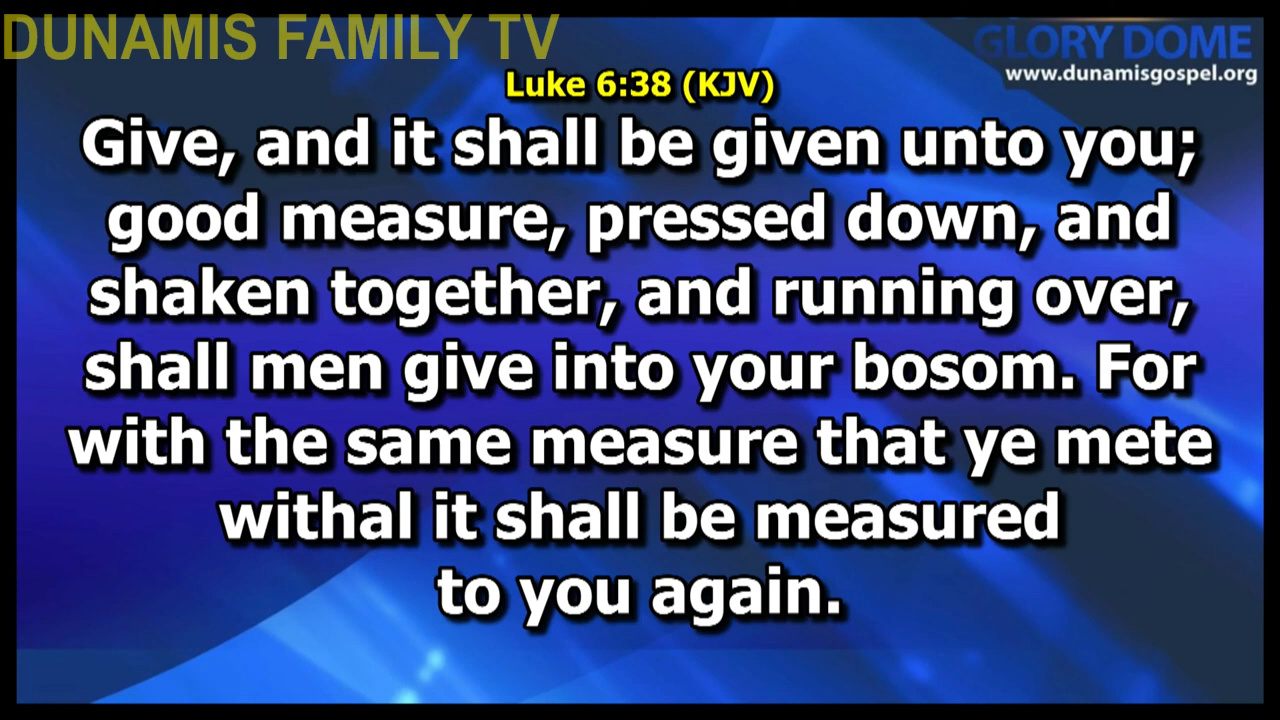 DUNAMIS FAMILY TV
GLORY DOME
www.dunamisgospel.org
Luke 6:38 (KJV)
Give, and it shall be given unto you;
good measure, pressed down, and
shaken together, and running over,
shall men give into your bosom. For
with the same measure that ye mete
withal it shall be measured
to you again.